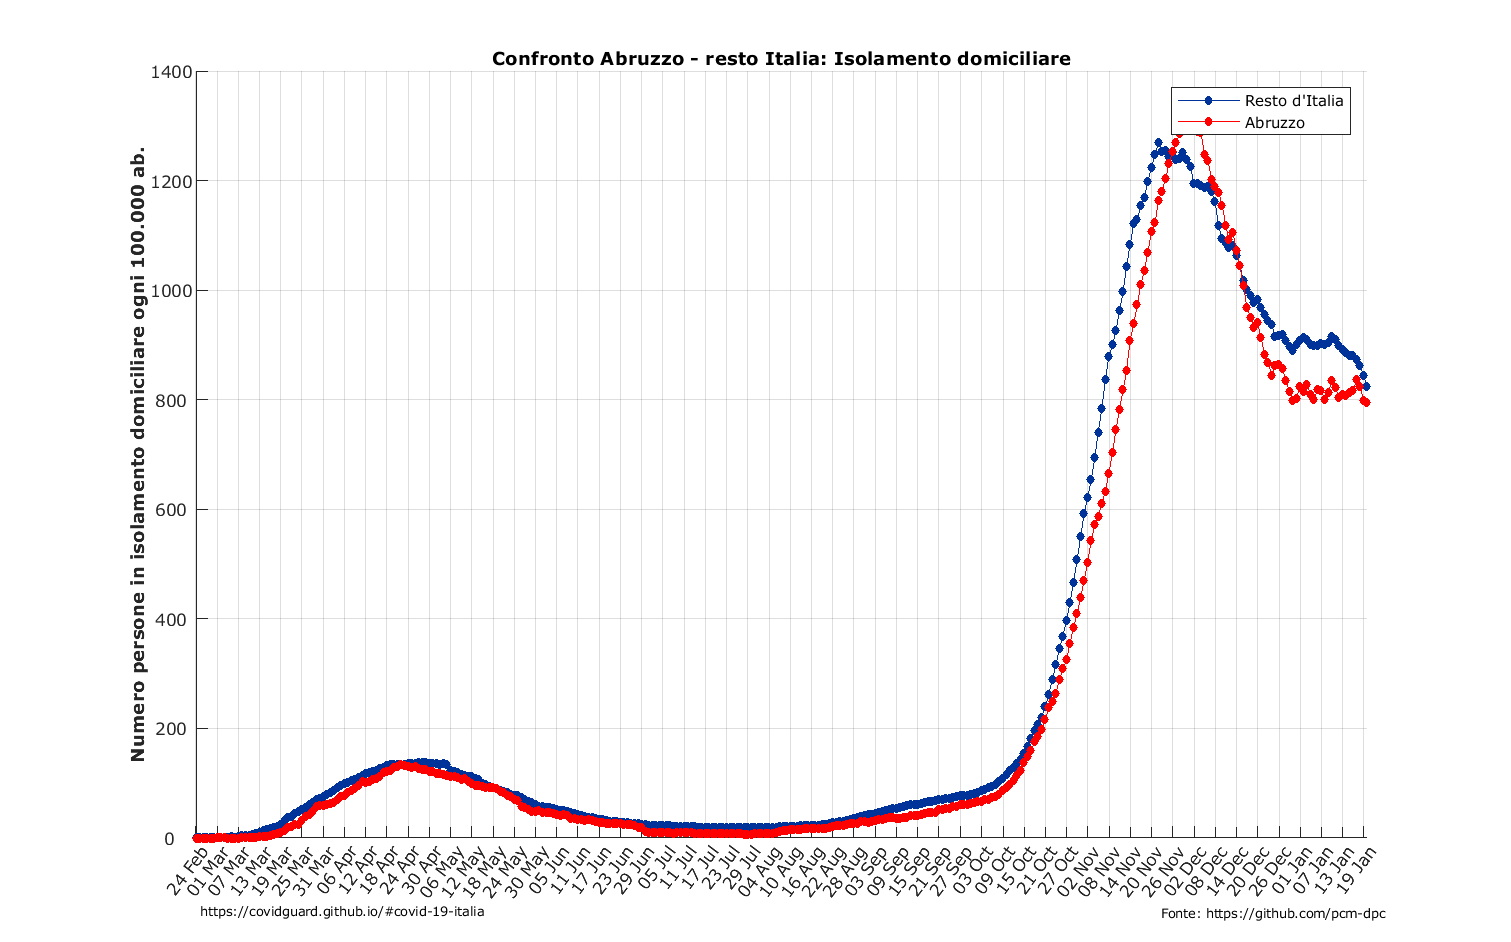 Confronto Abruzzo - resto Italia: Isolamento domiciliare
Numero persone in isolamento domiciliare ogni 100.000 ab.
1400
1200
1000
800
600
400
200
0
Resto d'Italia
Abruzzo
24 Feb
01 Mar
07 Mar
13 Mar
19 Mar
25 Mar
31 Mar
06 Apr
12 Apr
18 Apr
24 Apr
30 Apr
06 May
12 May
18 May
24 May
30 May
05 Jun
11 Jun
17 Jun
23 Jun
29 Jun
05 Jul
11 Jul
17 Jul
23 Jul
29 Jul
04 Aug
10 Aug
16 Aug
22 Aug
28 Aug
03 Sep
09 Sep
15 Sep
21 Sep
27 Sep
03 Oct
09 Oct
15 Oct
21 Oct
27 Oct
02 Nov
08 Nov
14 Nov
20 Nov
26 Nov
02 Dec
08 Dec
14 Dec
20 Dec
26 Dec
01 Jan
07 Jan
13 Jan
19 Jan
https://covidguard.github.io/#covid-19-italia
Fonte: https://github.com/pcm-dpc